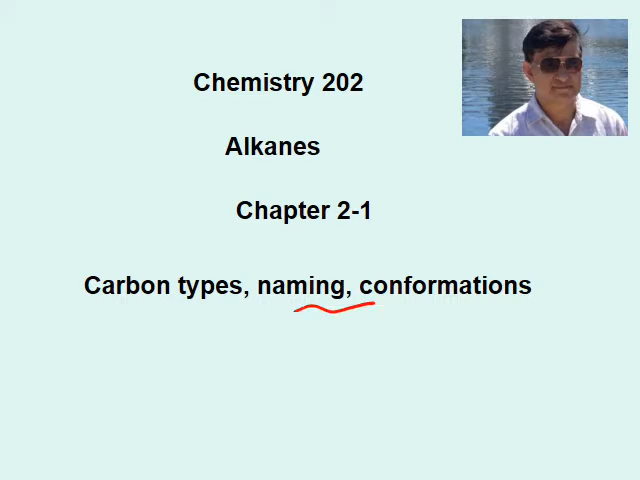 Chemistry 202
Alkanes
Chapter 2-1
Carbon types, naming, conformations